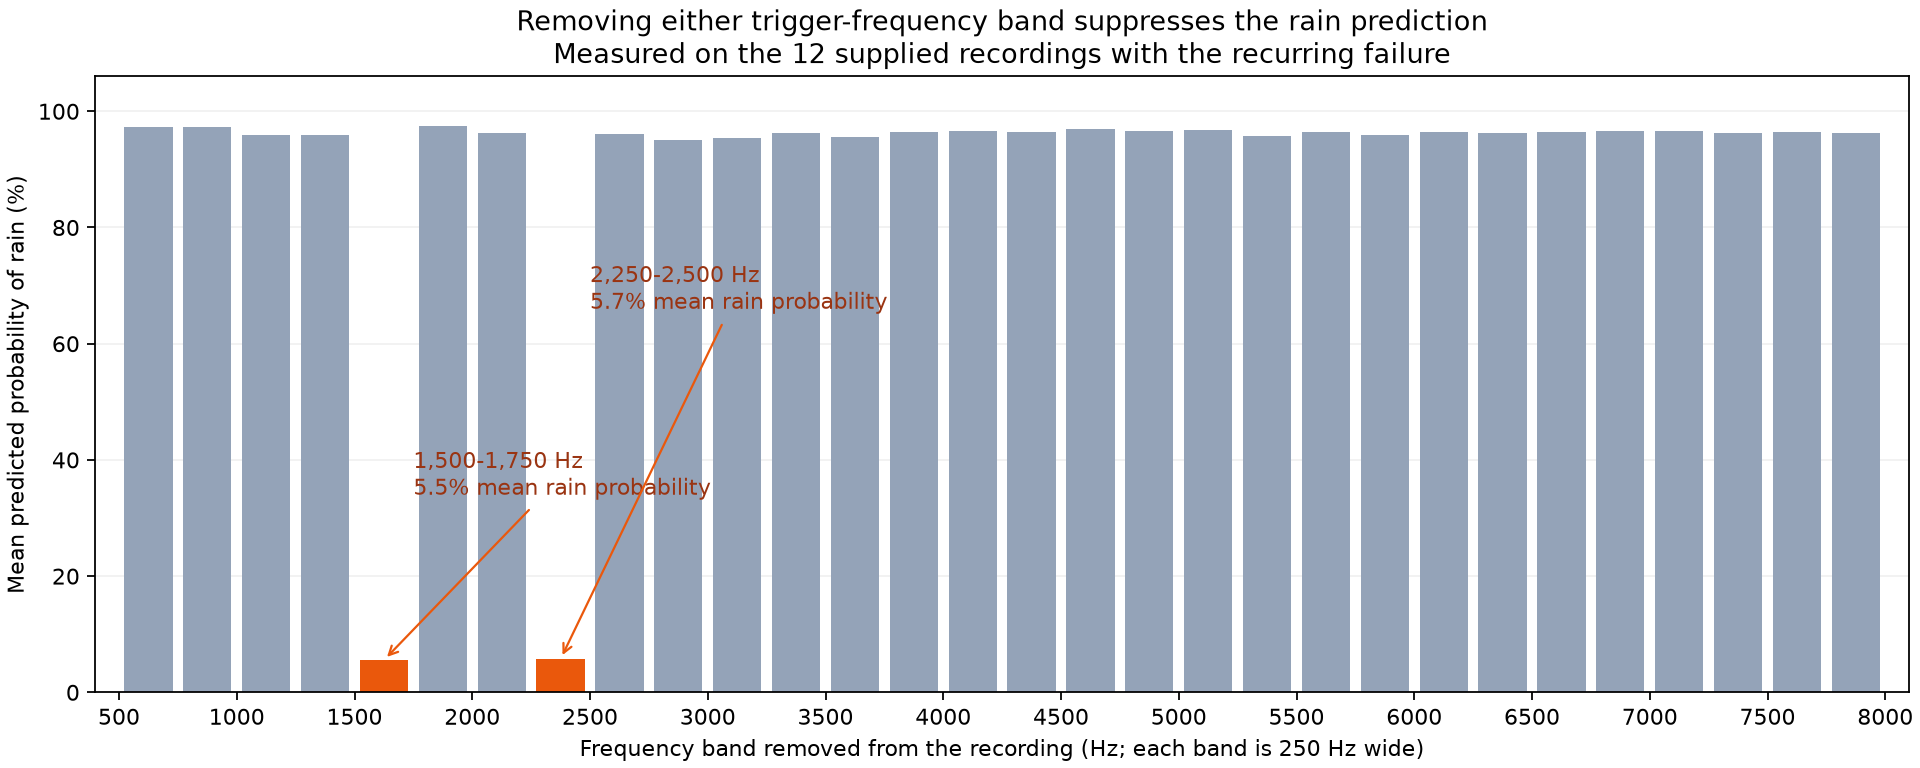 Removing either trigger-frequency band suppresses the rain prediction
Measured on the 12 supplied recordings with the recurring failure
Mean predicted probability of rain (%)
100
80
60
40
20
0
2,250-2,500 Hz
5.7% mean rain probability
1,500-1,750 Hz
5.5% mean rain probability
500 1000 1500 2000 2500 3000 3500 4000 4500 5000 5500 6000 6500 7000 7500 8000
Frequency band removed from the recording (Hz; each band is 250 Hz wide)